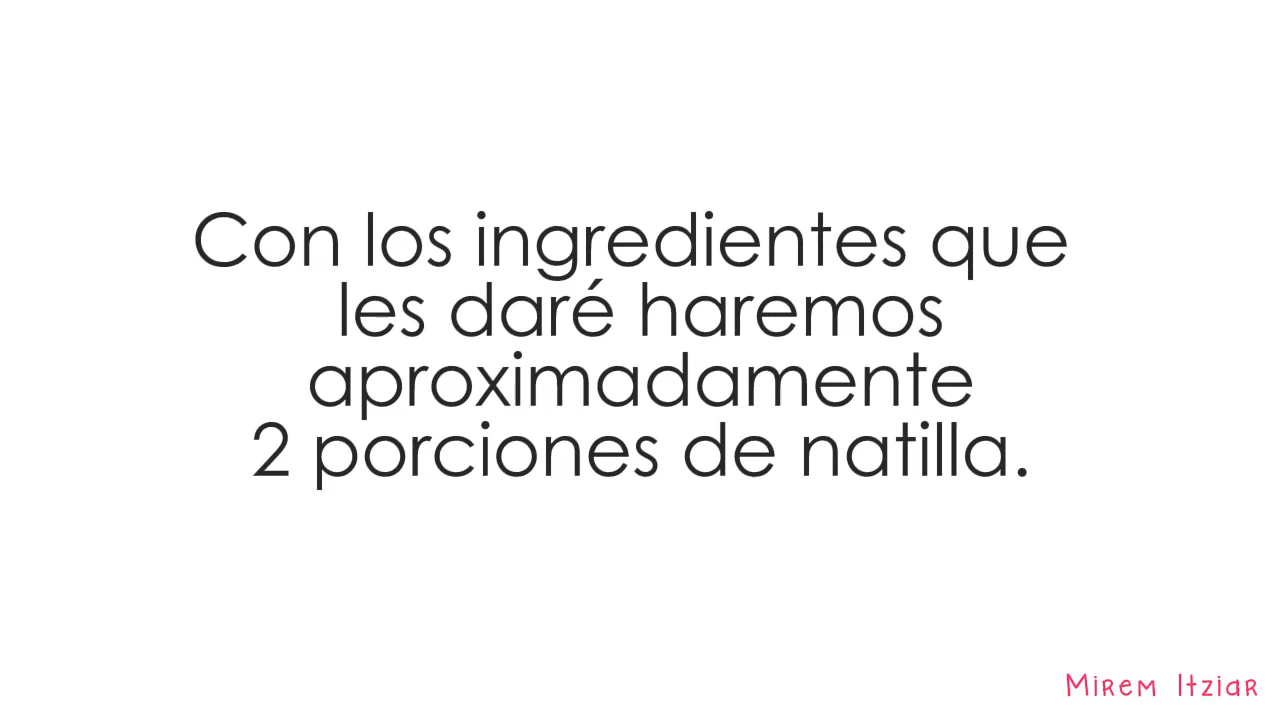 Con los ingredientes que
les daré haremos
aproximadamente
2 porciones de natilla.
Mirem Itziar